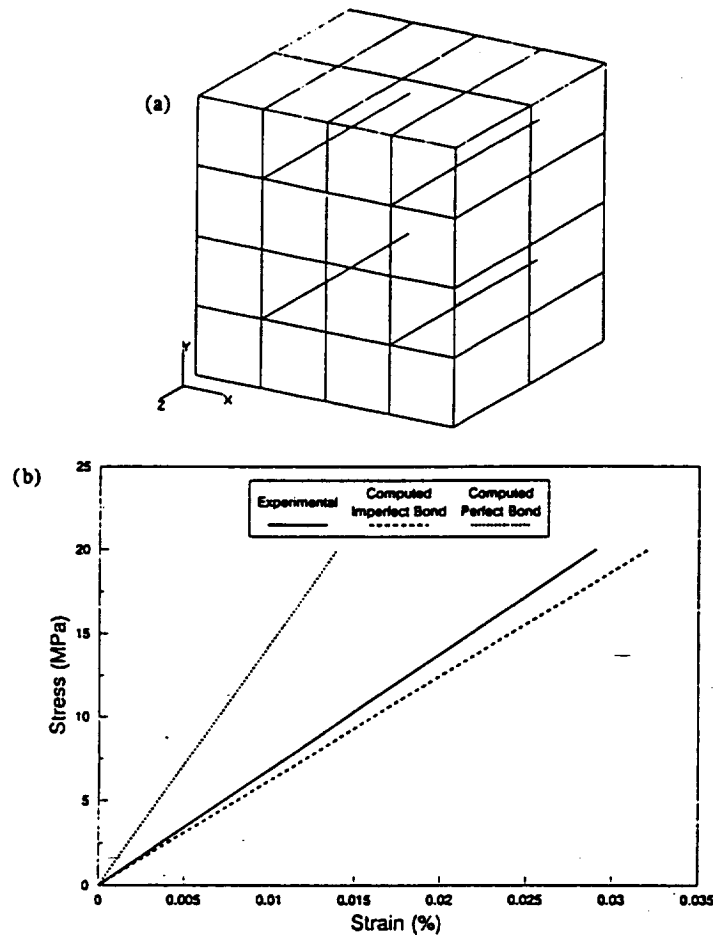 (a)
Y
Z
X
(b)
25
20
15
10
5
0
Stress (MPa)
Experimental
Computed
Imperfect Bond
Computed
Perfect Bond
0
0.005
0.01
0.015
0.02
0.025
0.03
0.035
Strain (%)